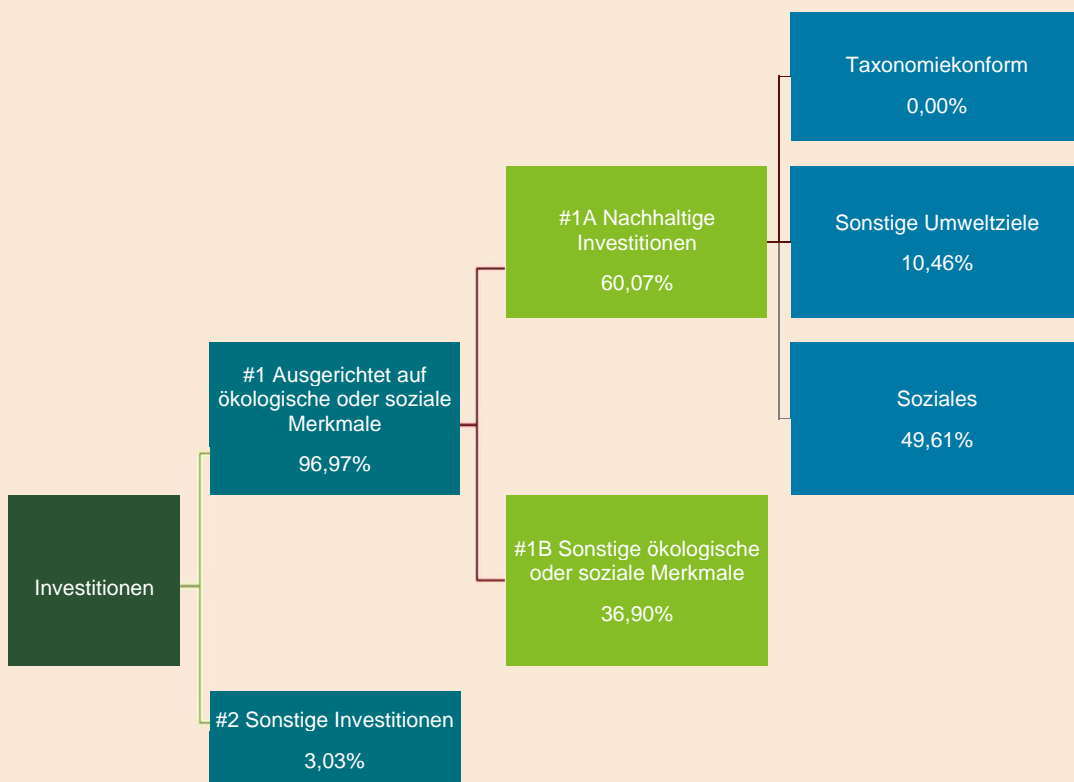 Investitionen
#1 Ausgerichtet auf
ökologische oder soziale
Merkmale
96,97%
#2 Sonstige Investitionen
3,03%
#1A Nachhaltige
Investitionen
60,07%
#1B Sonstige ökologische
oder soziale Merkmale
36,90%
Taxonomiekonform
0,00%
Sonstige Umweltziele
10,46%
Soziales
49,61%